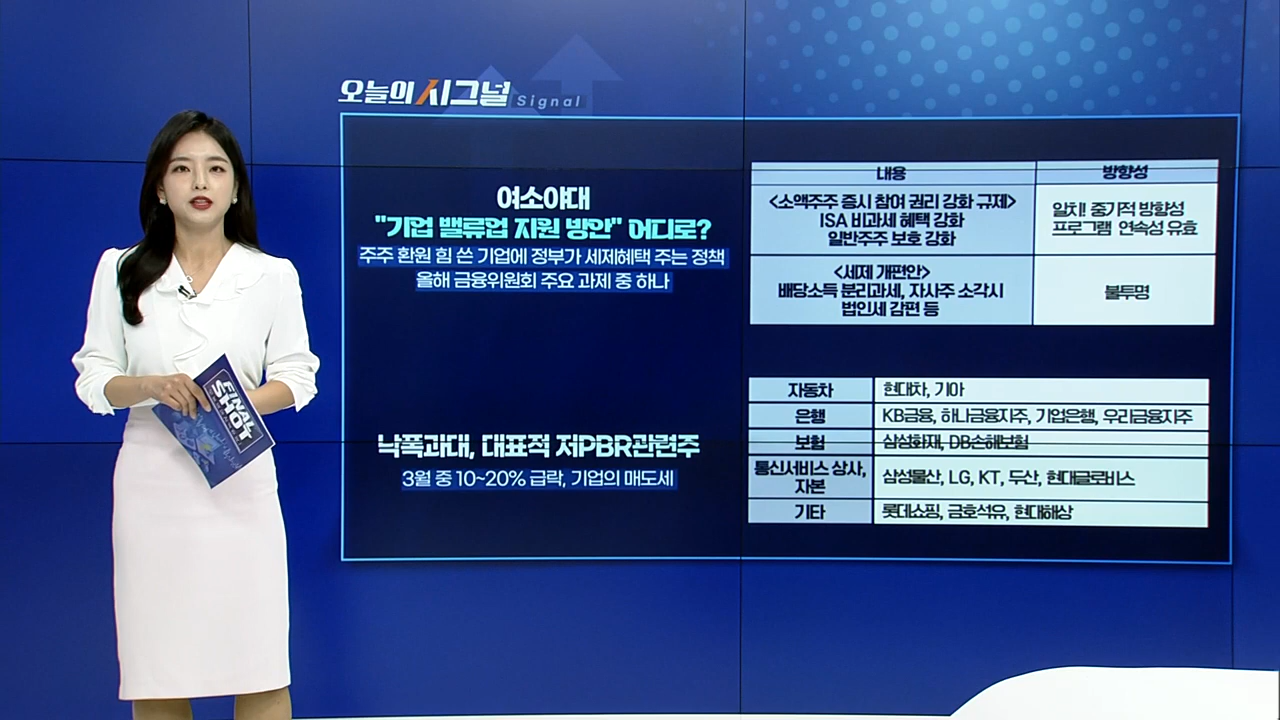 오늘의 시그널 Signal
여소야대
"기업 밸류업 지원 방안" 어디로?
주주 환원 힘 쓴 기업에 정부가 세제혜택 주는 정책
올해 금융위원회 주요 과제 중 하나
내용 방향성
<소액주주 증시 참여 권리 강화 규제>
ISA 비과세 혜택 강화
일반주주 보호 강화
일치! 중기적 방향성
프로그램 연속성 유효
<세제 개편안>
배당소득 분리과세, 자사주 소각시
법인세 감편 등
불투명
낙폭과대, 대표적 저PBR관련주
3월 중 10~20% 급락, 기업의 매도세
자동차 현대차, 기아
은행 KB금융, 하나금융지주, 기업은행, 우리금융지주
보험 삼성화재, DB손해보험
통신서비스 상사,
자본
삼성물산, LG, KT, 두산, 현대글로비스
기타 롯데쇼핑, 금호석유, 현대해상
FINAL
SHOT